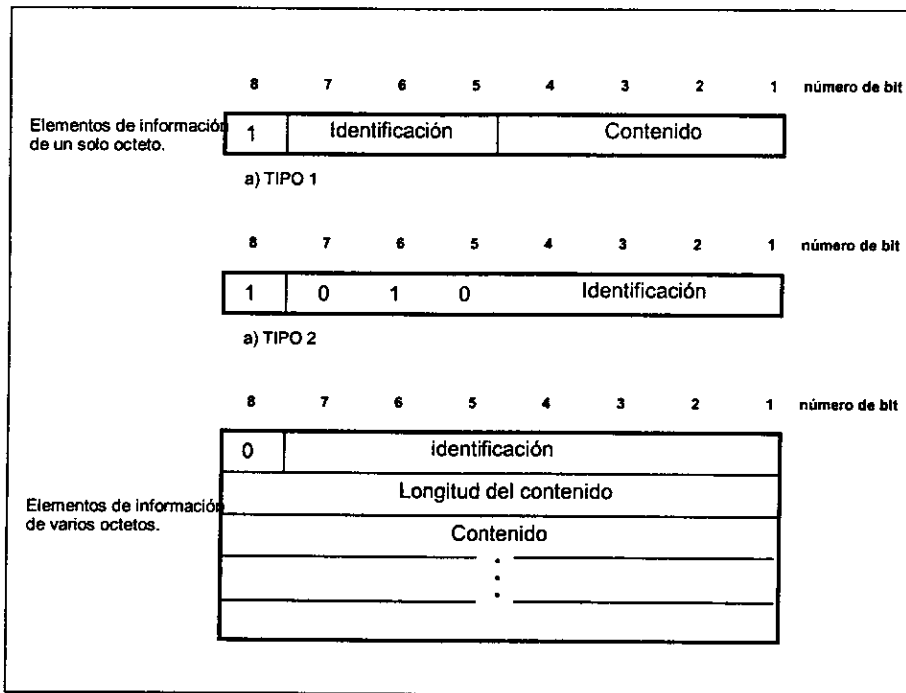 8 7 6 5 4 3 2 1 número de bit
Elementos de información
de un solo octeto.
1 Identificación Contenido
a) TIPO 1
8 7 6 5 4 3 2 1 número de bit
1 0 1 0 Identificación
a) TIPO 2
8 7 6 5 4 3 2 1 número de bit
0 Identificación
Longitud del contenido
Elementos de información
de varios octetos.
Contenido